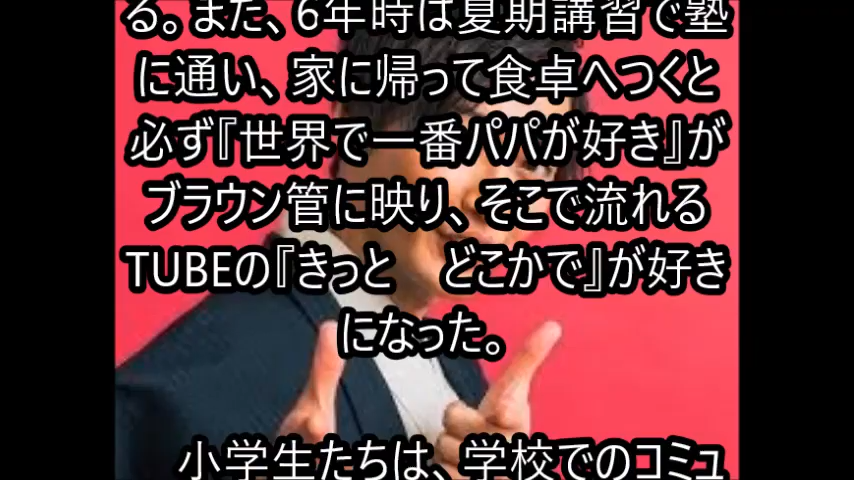 る。また、6年時は夏期講習で塾
に通い、家に帰って食卓へつくと
必ず『世界で一番パパが好き』が
ブラウン管に映り、そこで流れる
TUBEの『きっと　どこかで』が好き
になった。
小学生たちは、学校でのコミュ